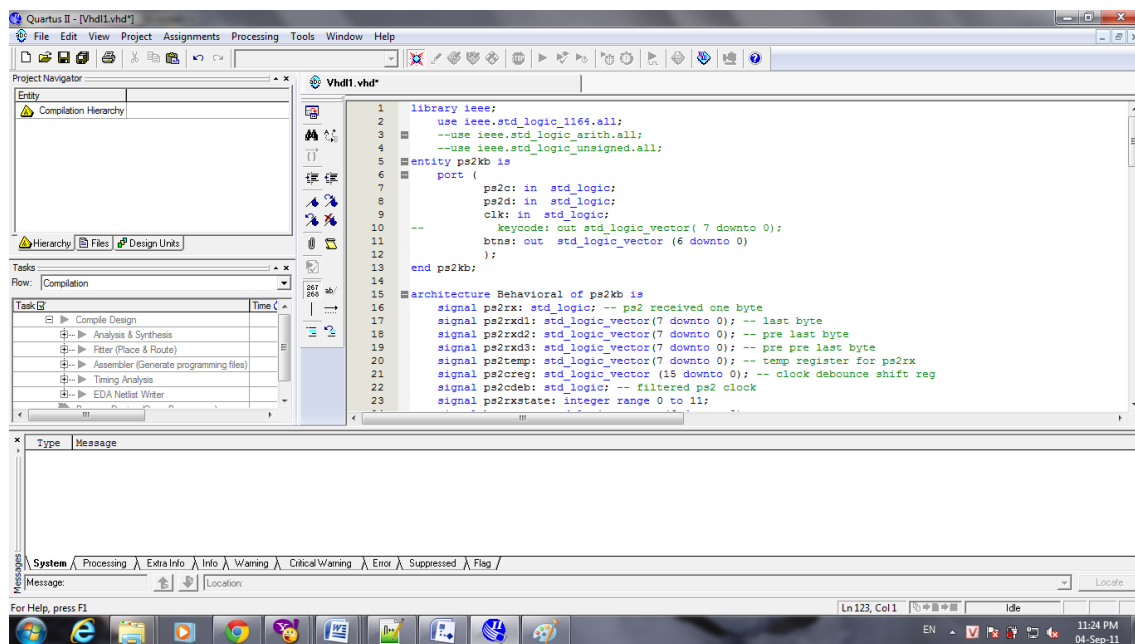 Quartus II - [Vhdl1.vhd*]
File Edit View Project Assignments Processing Tools Window Help
Project Navigator
Entity
Compilation Hierarchy
Hierarchy Files Design Units
Tasks
Flow: Compilation
Task Time (
Compile Design
Analysis & Synthesis
Fitter (Place & Route)
Assembler (Generate programming files)
Timing Analysis
EDA Netlist Writer
Vhdl1.vhd*
267
268 ab/
1 library ieee;
2 use ieee.std_logic_1164.all;
3 --use ieee.std_logic_arith.all;
4 --use ieee.std_logic_unsigned.all;
5 entity ps2kb is
6 port (
7 ps2c: in std_logic;
8 ps2d: in std_logic;
9 clk: in std_logic;
10 -- keycode: out std_logic_vector( 7 downto 0);
11 btns: out std_logic_vector (6 downto 0)
12 );
13 end ps2kb;
14
15 architecture Behavioral of ps2kb is
16 signal ps2rx: std_logic; -- ps2 received one byte
17 signal ps2rxd1: std_logic_vector(7 downto 0); -- last byte
18 signal ps2rxd2: std_logic_vector(7 downto 0); -- pre last byte
19 signal ps2rxd3: std_logic_vector(7 downto 0); -- pre pre last byte
20 signal ps2temp: std_logic_vector(7 downto 0); -- temp register for ps2rx
21 signal ps2creg: std_logic_vector (15 downto 0); -- clock debounce shift reg
22 signal ps2cdeb: std_logic; -- filtered ps2 clock
23 signal ps2rxstate: integer range 0 to 11;
Type Message
Messages
System Processing Extra Info Info Warning Critical Warning Error Suppressed Flag
Message: Location: Locate
For Help, press F1 Ln 123, Col 1 Idle
EN 11:24 PM
04-Sep-11